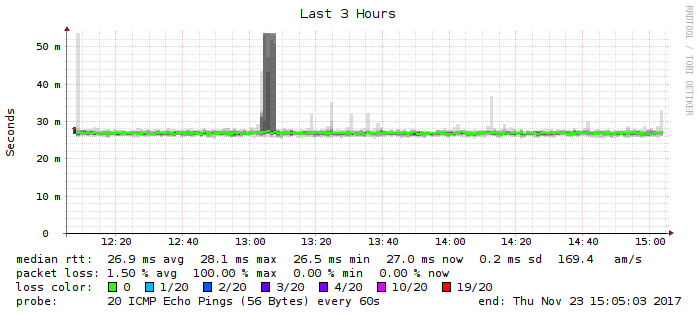 Last 3 Hours
RRDTOOL / TOBI OETIKER
Seconds
50 m
40 m
30 m
20 m
10 m
0
12:20 12:40 13:00 13:20 13:40 14:00 14:20 14:40 15:00
median rtt: 26.9 ms avg 28.1 ms max 26.5 ms min 27.0 ms now 0.2 ms sd 169.4 am/s
packet loss: 1.50 % avg 100.00 % max 0.00 % min 0.00 % now
loss color: 0 1/20 2/20 3/20 4/20 10/20 19/20
probe: 20 ICMP Echo Pings (56 Bytes) every 60s end: Thu Nov 23 15:05:03 2017